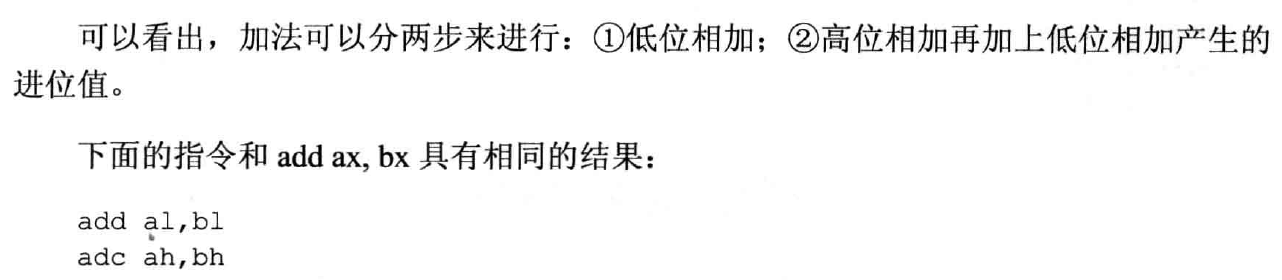 可以看出，加法可以分两步来进行：①低位相加；②高位相加再加上低位相加产生的
进位值。
下面的指令和 add ax, bx 具有相同的结果：
add al,bl
adc ah,bh